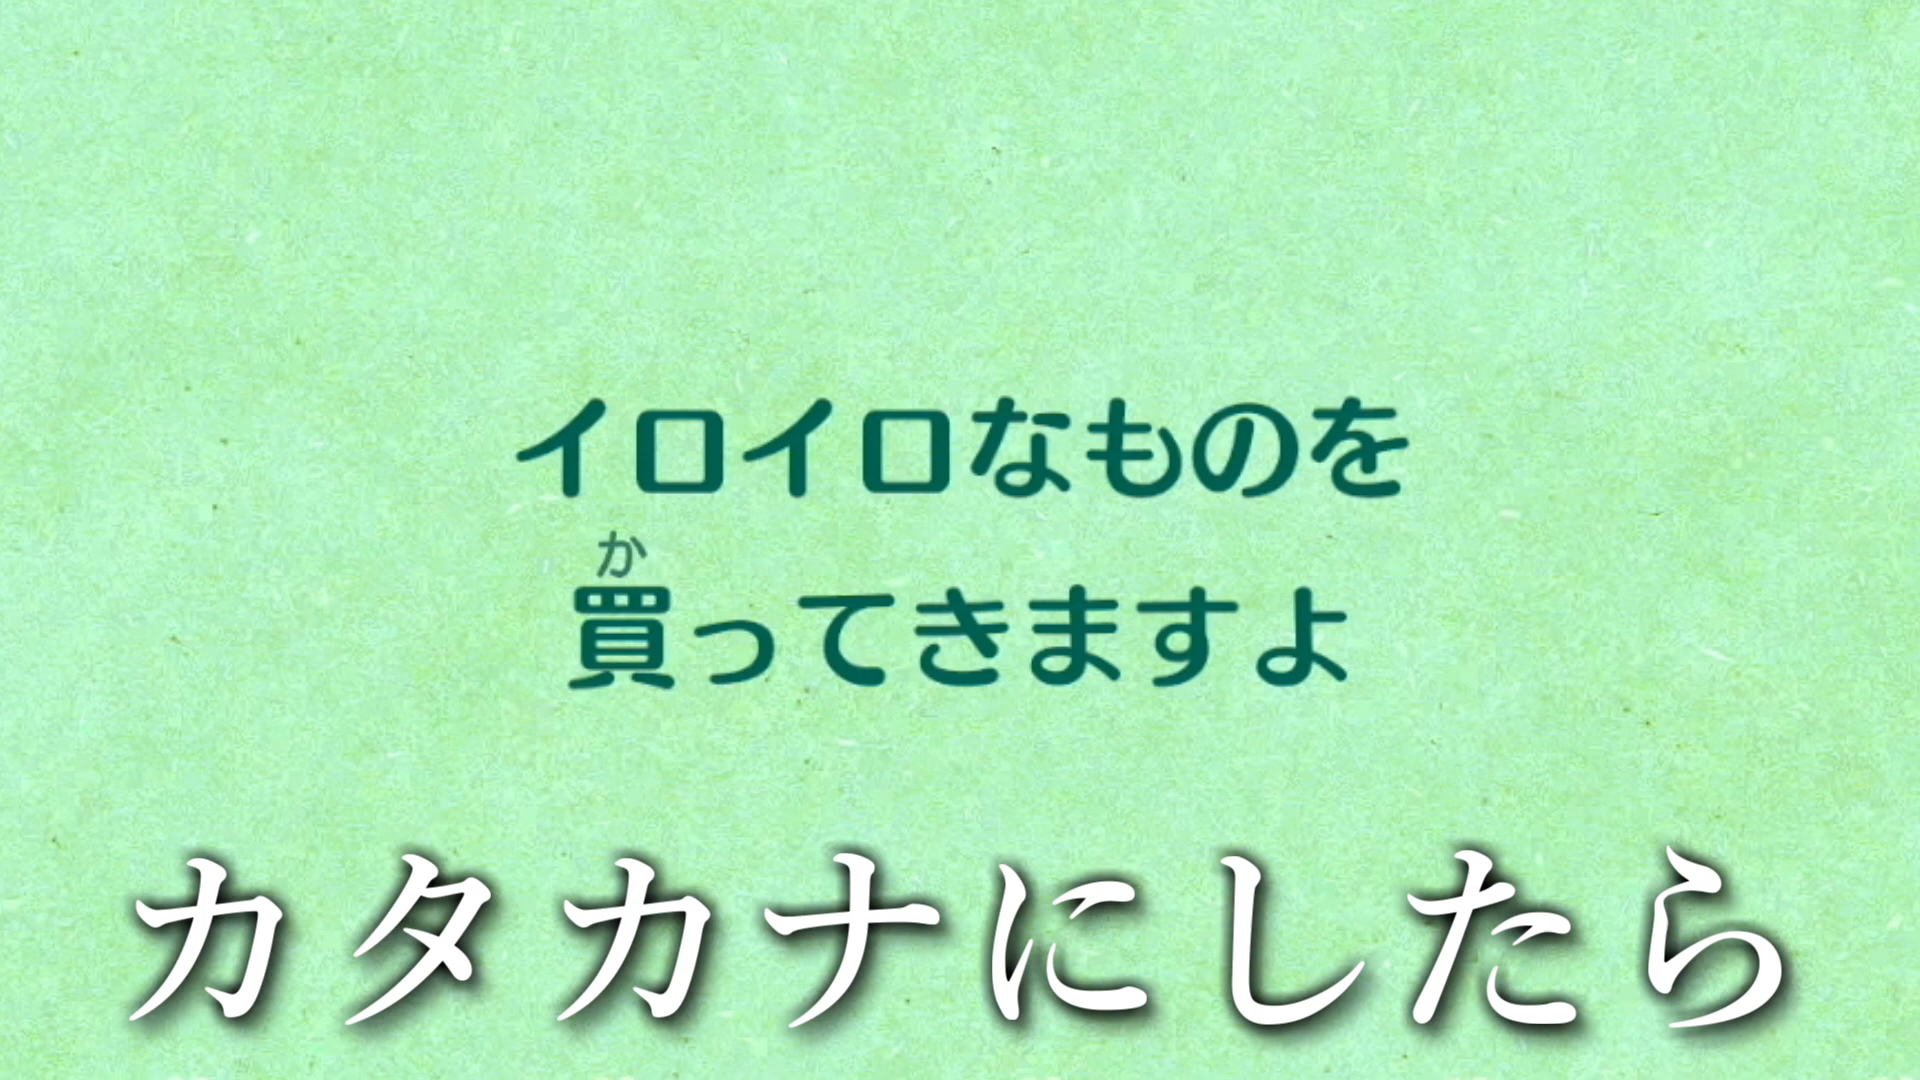 イロイロなものを
か
買ってきますよ
カタカナにしたら